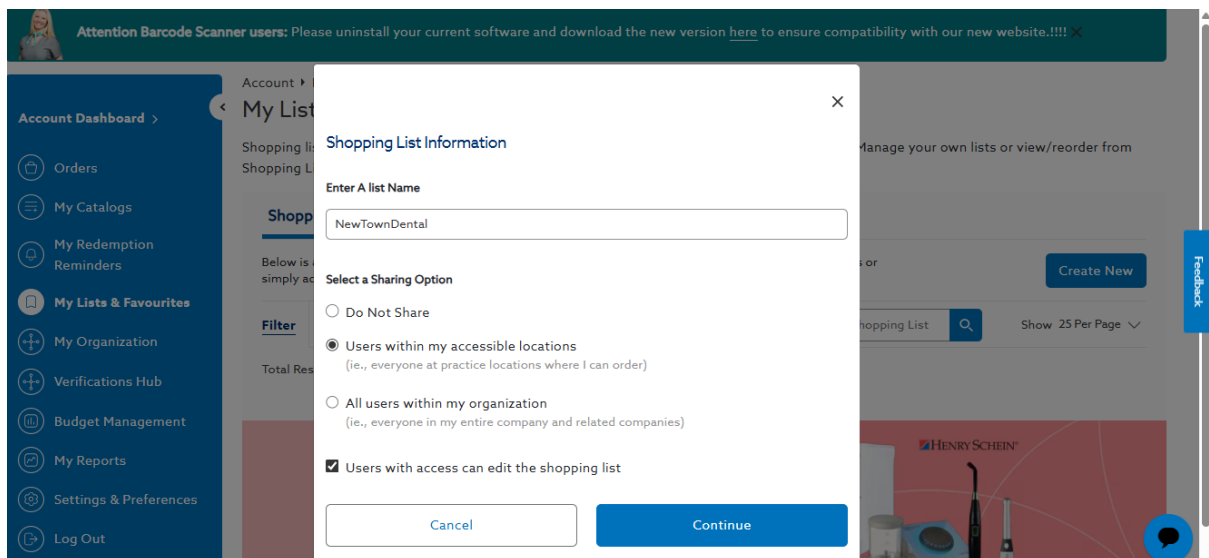 Attention Barcode Scanner users: Please uninstall your current software and download the new version here to ensure compatibility with our new website.!!!!
Account Dashboard
Orders
My Catalogs
My Redemption
Reminders
My Lists & Favourites
My Organization
Verifications Hub
Budget Management
My Reports
Settings & Preferences
Log Out
Account
My List
Shopping
Manage your own lists or view/reorder from
Shopping
Below is
or
simply
Create New
Filter
Shopping List
Show 25 Per Page
Total
HENRY SCHEIN®
Shopping List Information
Enter A list Name
NewTownDental
Select a Sharing Option
Do Not Share
Users within my accessible locations
(ie., everyone at practice locations where I can order)
All users within my organization
(ie., everyone in my entire company and related companies)
Users with access can edit the shopping list
Cancel
Continue
Feedback